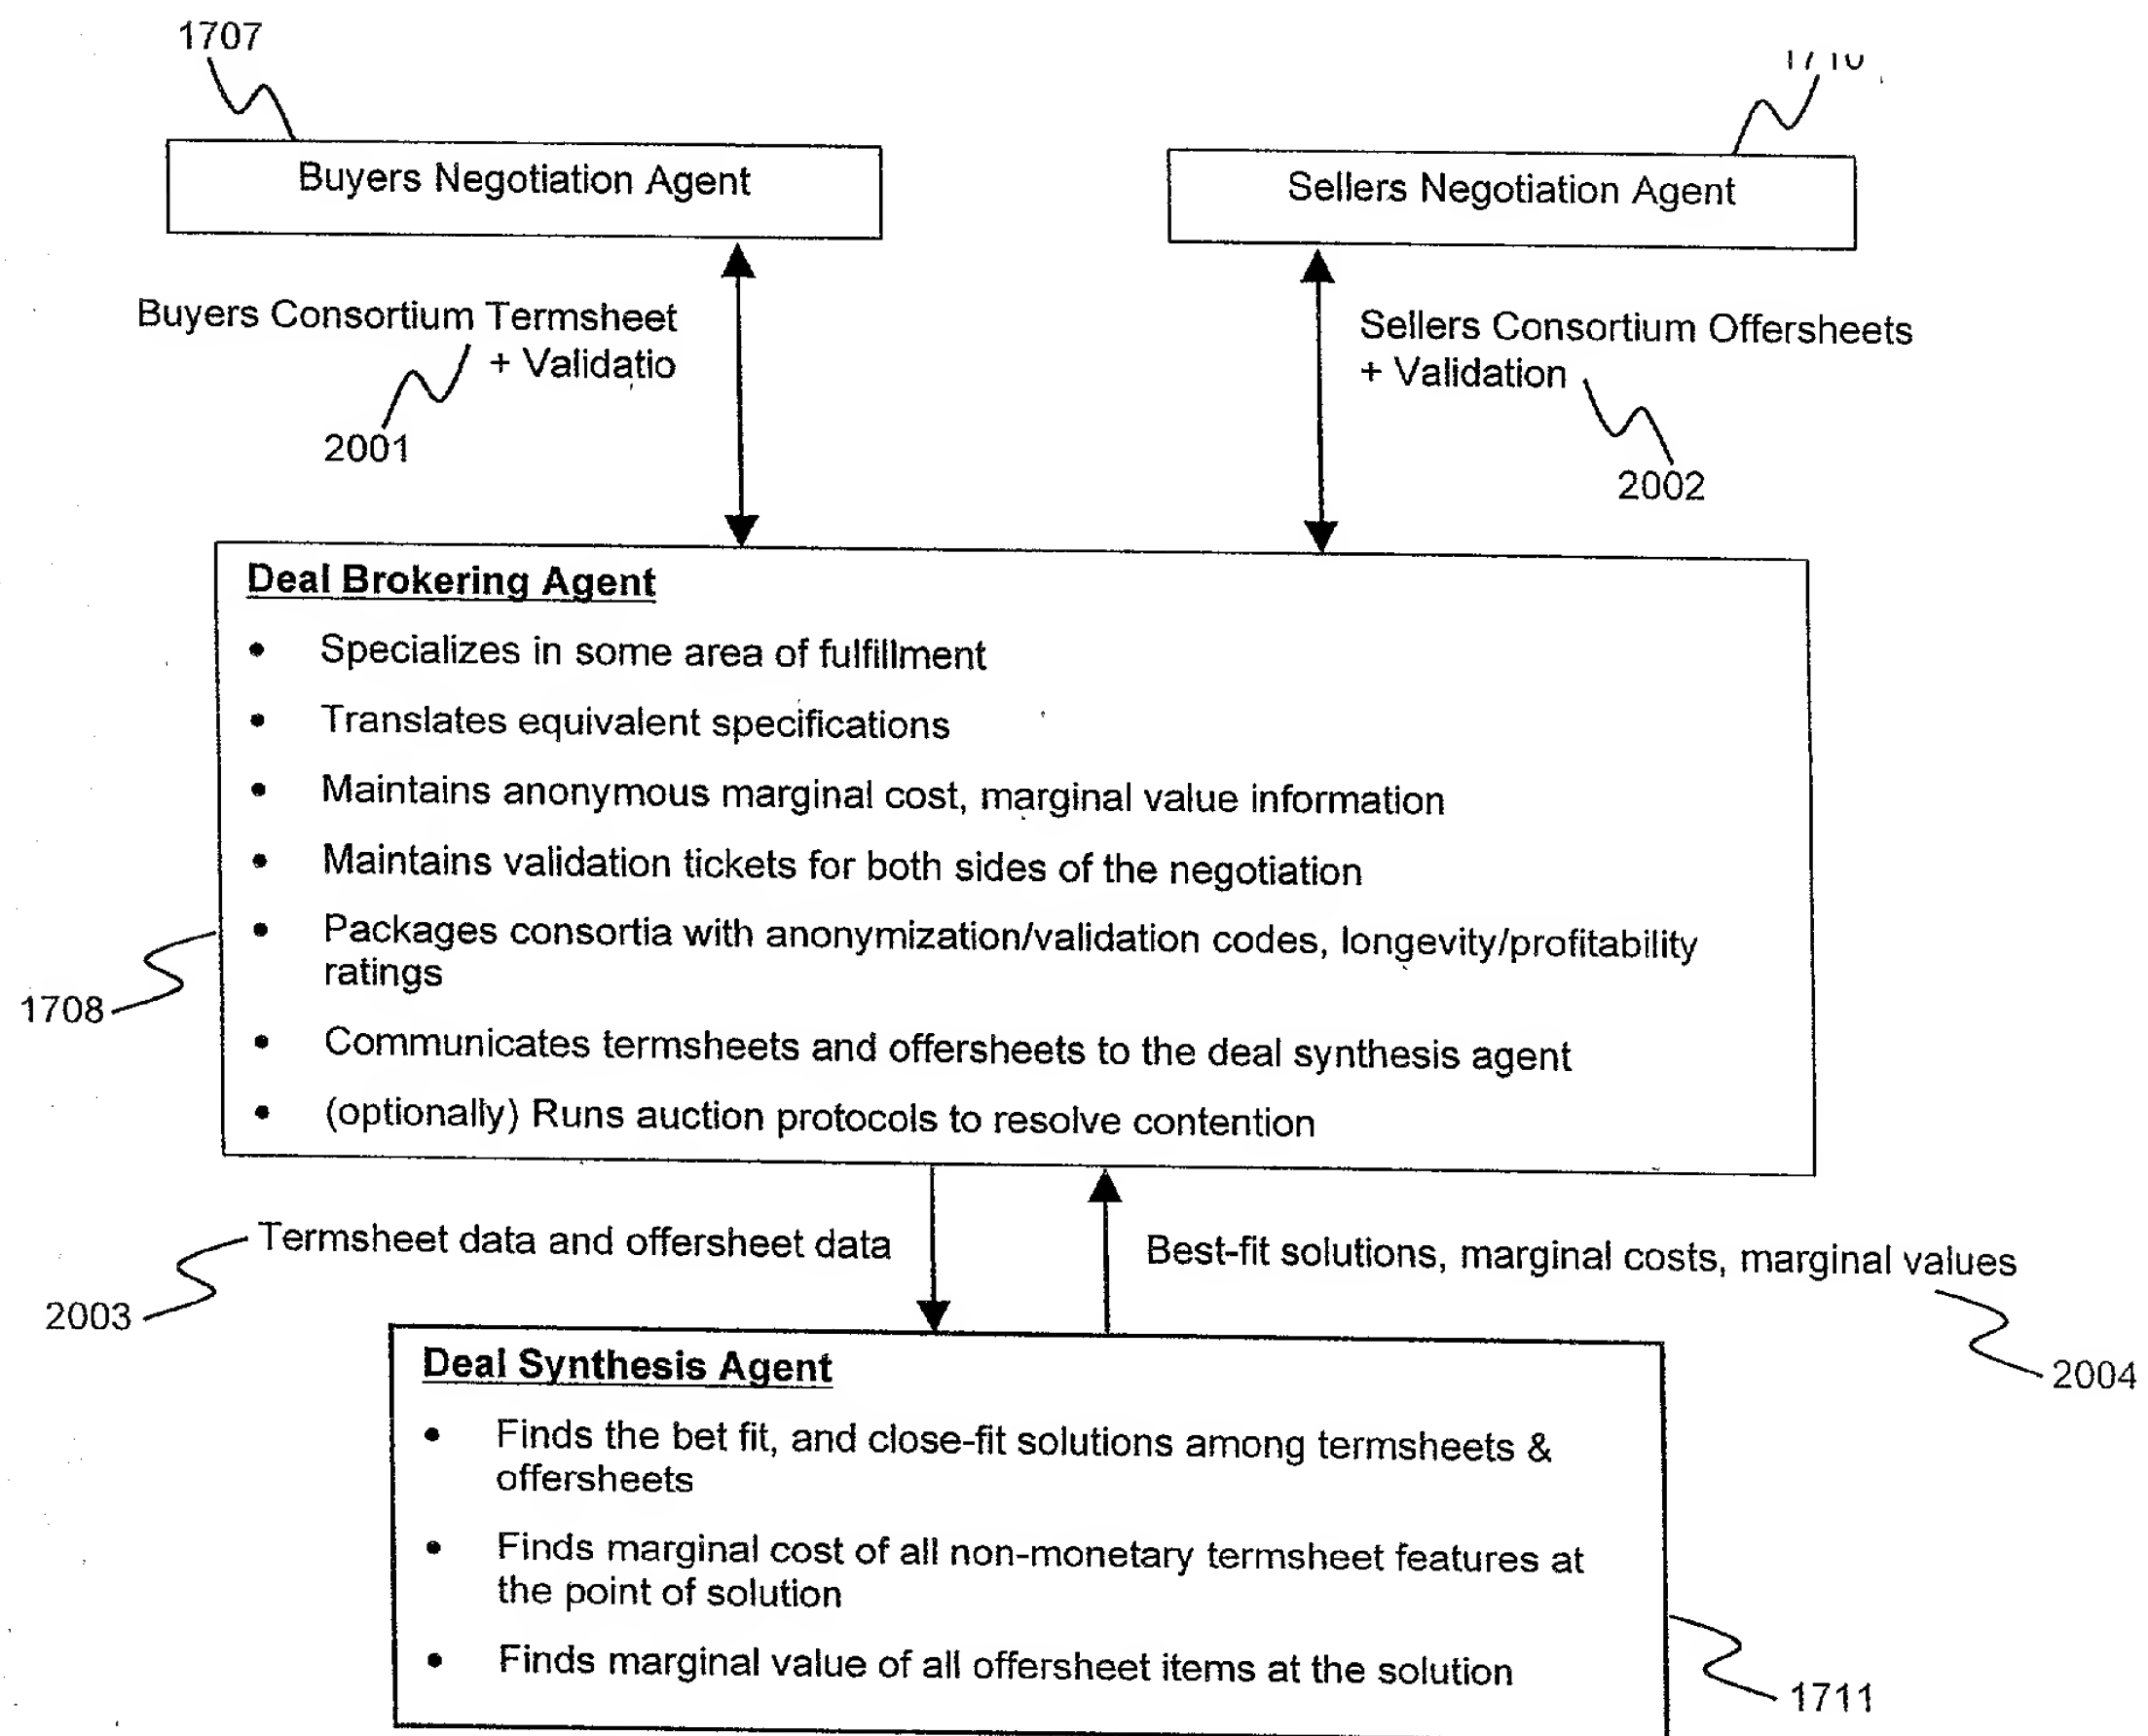 1707
Buyers Negotiation Agent
Sellers Negotiation Agent
Buyers Consortium Termsheet
+ Validatio
2001
Sellers Consortium Offersheets
+ Validation
2002
Deal Brokering Agent
• Specializes in some area of fulfillment
• Translates equivalent specifications
• Maintains anonymous marginal cost, marginal value information
• Maintains validation tickets for both sides of the negotiation
• Packages consortia with anonymization/validation codes, longevity/profitability
ratings
1708
• Communicates termsheets and offersheets to the deal synthesis agent
• (optionally) Runs auction protocols to resolve contention
Termsheet data and offersheet data
2003
Best-fit solutions, marginal costs, marginal values
2004
Deal Synthesis Agent
• Finds the bet fit, and close-fit solutions among termsheets &
offersheets
• Finds marginal cost of all non-monetary termsheet features at
the point of solution
• Finds marginal value of all offersheet items at the solution
1711